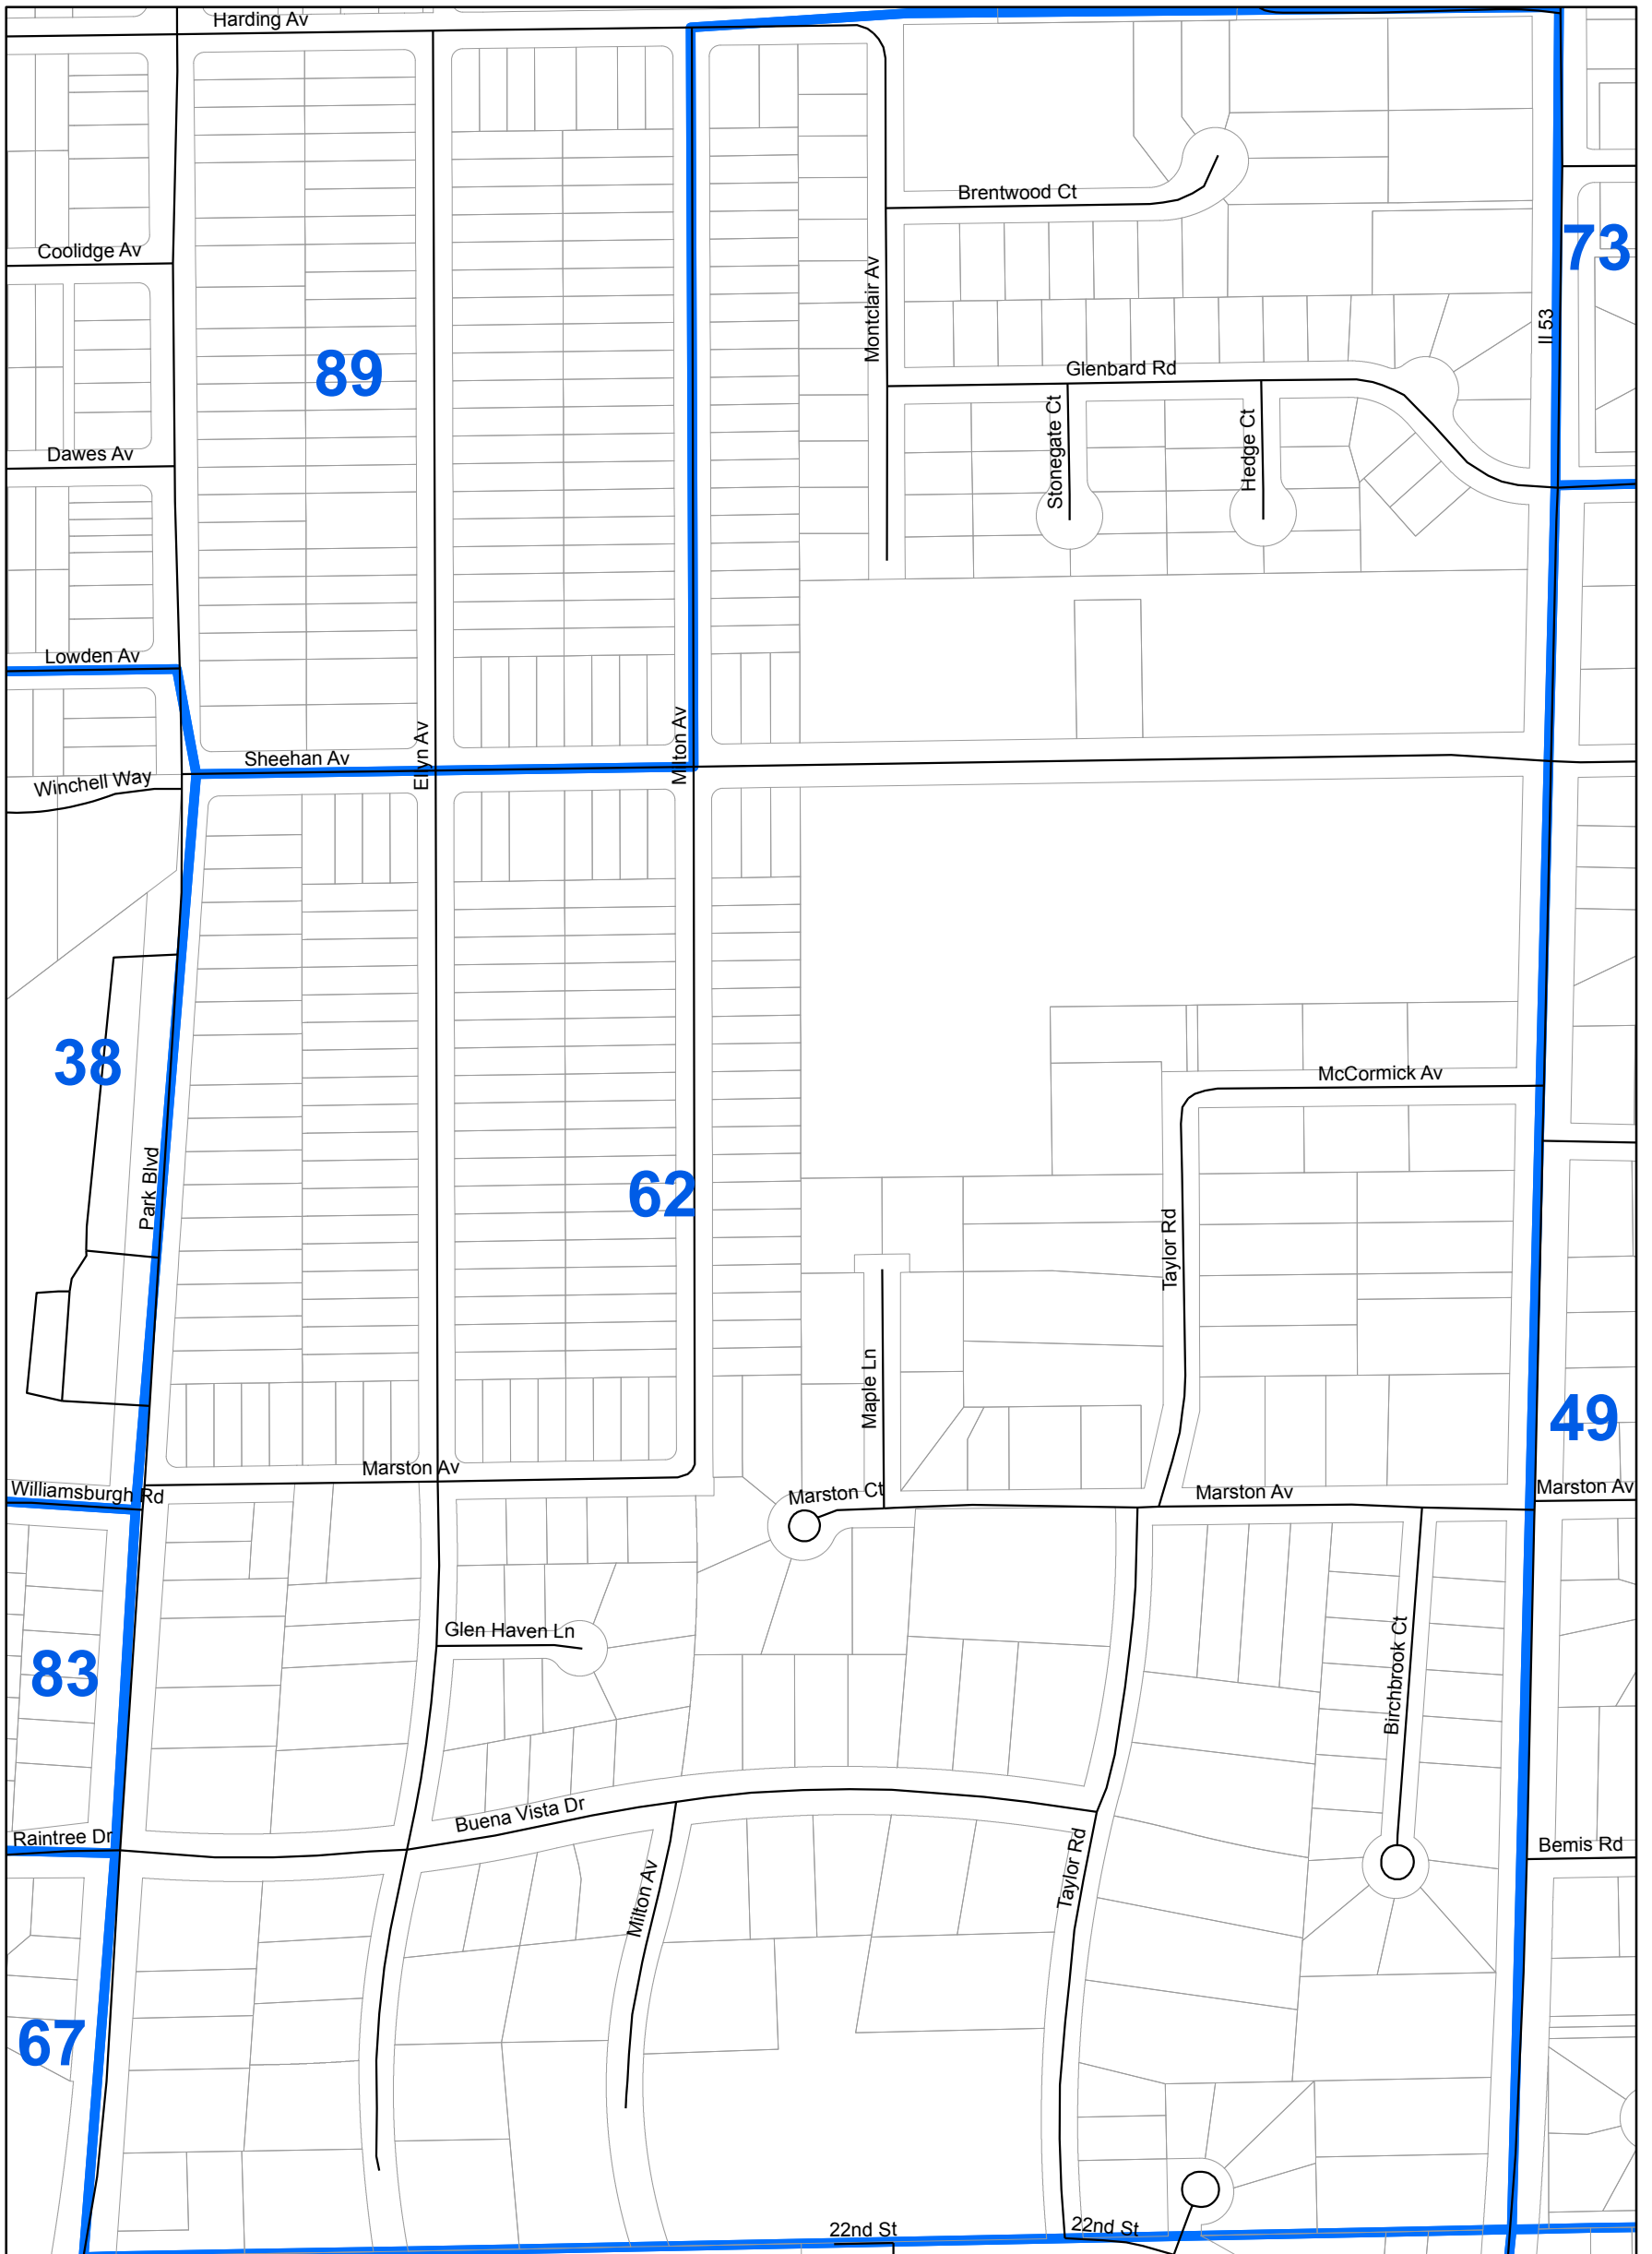 Harding Av
Brentwood Ct
Coolidge Av
73
Montclair Av
Il 53
89
Glenbard Rd
Stonegate Ct
Hedge Ct
Dawes Av
Lowden Av
Milton Av
Ellyn Av
Sheehan Av
Winchell Way
38
McCormick Av
Park Blvd
62
Taylor Rd
Maple Ln
49
Marston Av
Williamsburgh Rd
Marston Ct
Marston Av
Marston Av
Glen Haven Ln
83
Birchbrook Ct
Buena Vista Dr
Raintree Dr
Bemis Rd
Milton Av
Taylor Rd
67
22nd St
22nd St